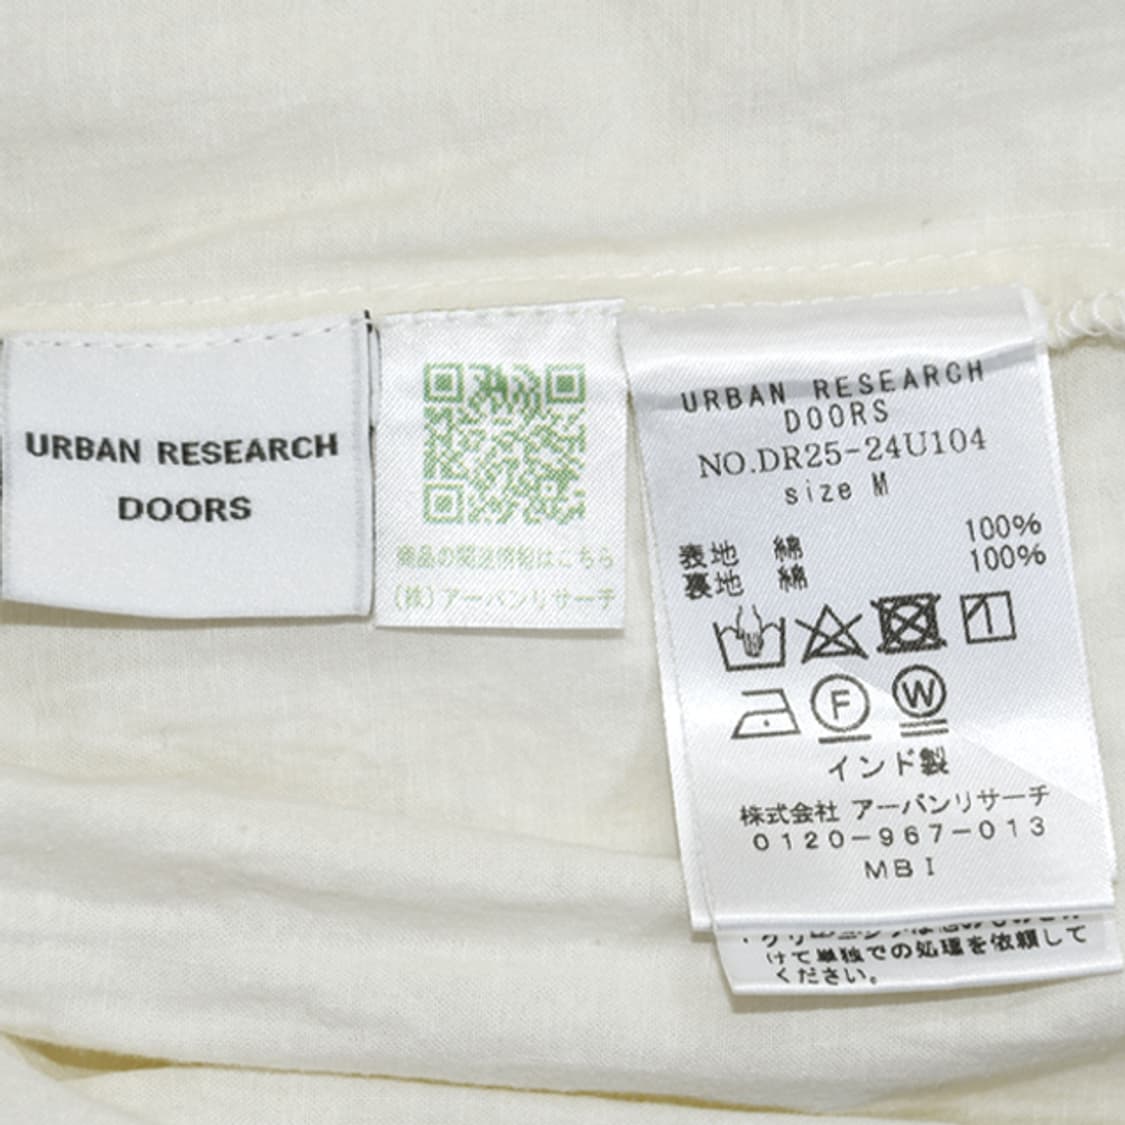 URBAN RESEARCH
DOORS
商品の関連情報はこちら
(株)アーバンリサーチ
URBAN RESEARCH
DOORS
NO.DR25-24U104
size M
表地 綿 100%
裏地 綿 100%
F
W
インド製
株式会社 アーバンリサーチ
0120-967-013
MBI
けて単独での処理を依頼して
ください。